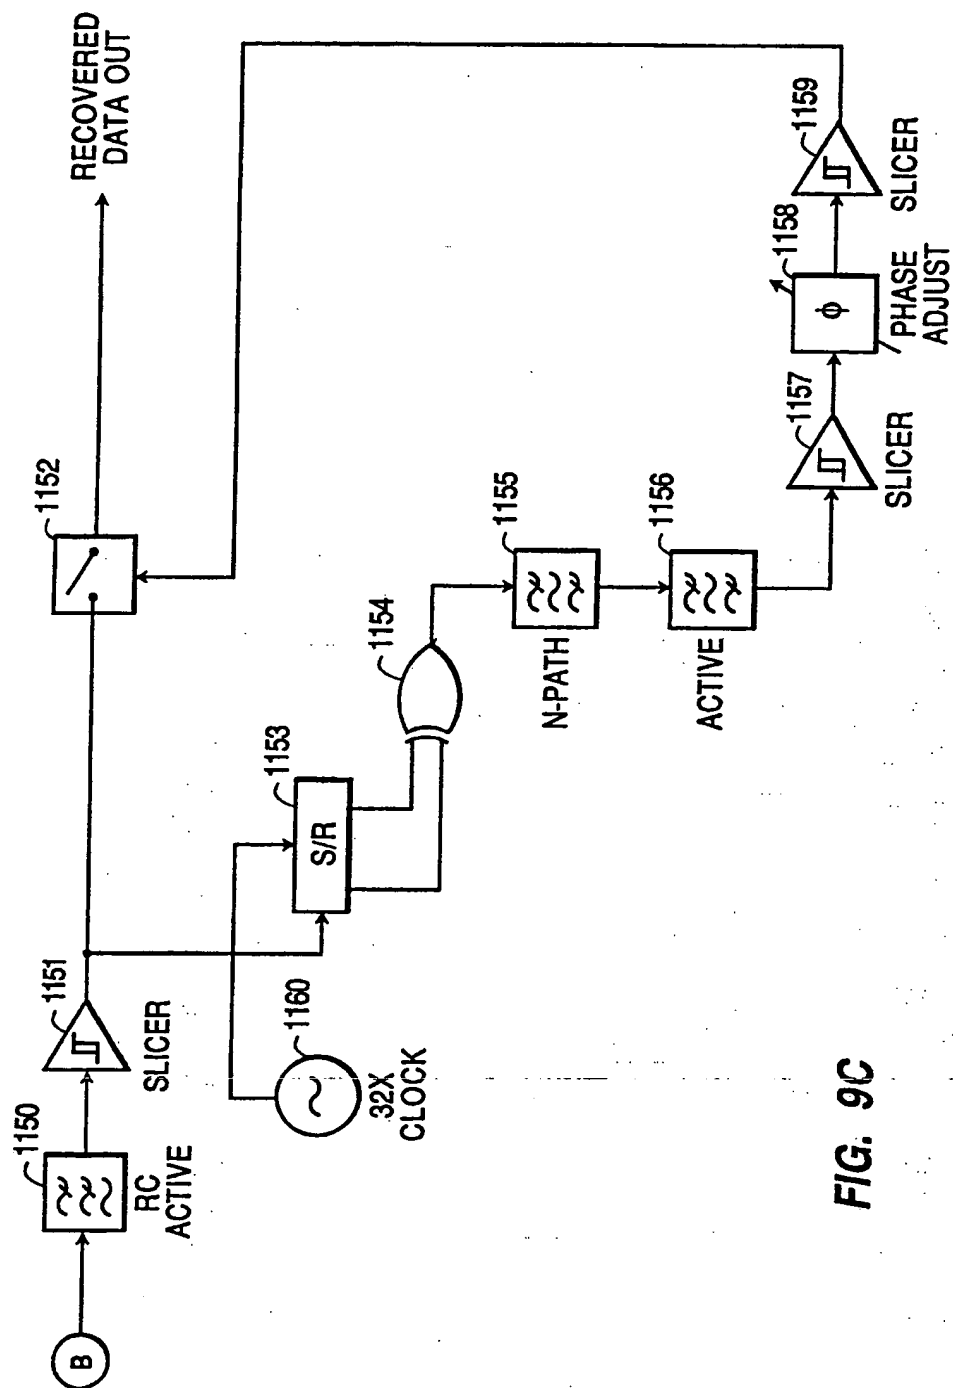 B
1150
RC
ACTIVE
1151
SLICER
1152
RECOVERED
DATA OUT
1160
32X
CLOCK
1153
S/R
1154
1155
N-PATH
1156
ACTIVE
1157
SLICER
1158
ϕ
PHASE
ADJUST
1159
SLICER
FIG. 9C